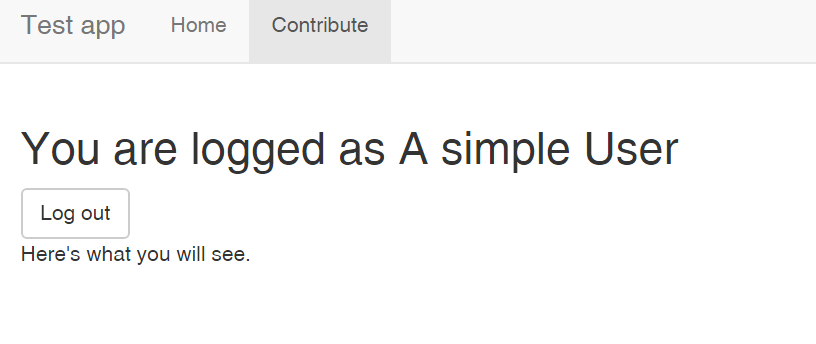 Test app Home Contribute
You are logged as A simple User
Log out
Here's what you will see.